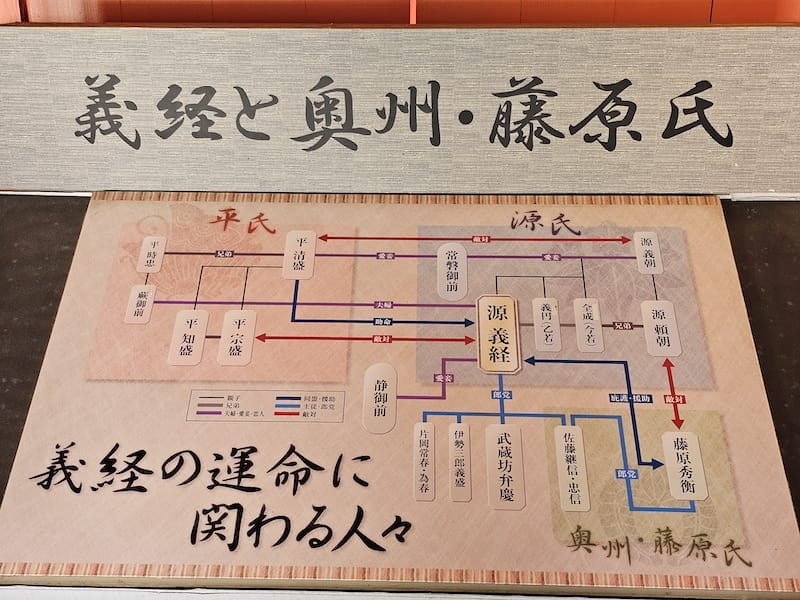 義経と奥州・藤原氏
平氏
源氏
平時忠
兄弟
平清盛
敵対
愛妾
常磐御前
愛妾
源義朝
蕨御前
夫婦
助命
平知盛
平宗盛
敵対
源義経
義円(乙若)
全成(今若)
兄弟
源頼朝
静御前
愛妾
郎党
庇護・援助
敵対
親子
兄弟
夫婦・愛妾・恋人
同盟・援助
主従・郎党
敵対
片岡常春・為春
伊勢三郎義盛
武蔵坊弁慶
佐藤継信・忠信
郎党
藤原秀衡
奥州・藤原氏
義経の運命に
関わる人々